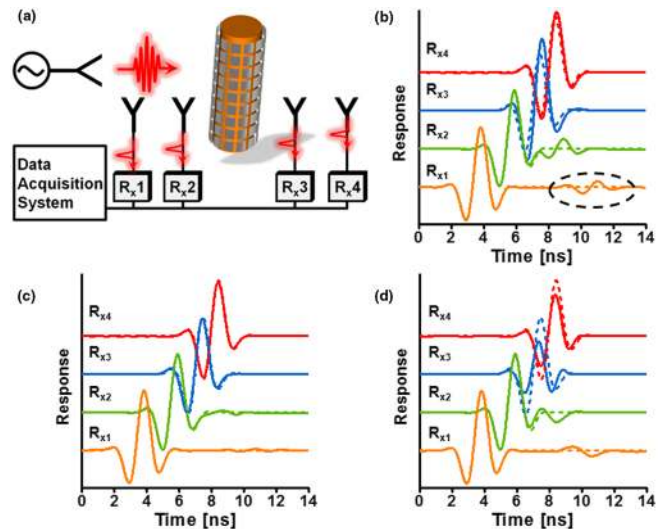 (a)
Data
Acquisition
System
Rx1
Rx2
Rx3
Rx4
(b)
Response
Rx4
Rx3
Rx2
Rx1
0 2 4 6 8 10 12 14
Time [ns]
(c)
Response
Rx4
Rx3
Rx2
Rx1
0 2 4 6 8 10 12 14
Time [ns]
(d)
Response
Rx4
Rx3
Rx2
Rx1
0 2 4 6 8 10 12 14
Time [ns]